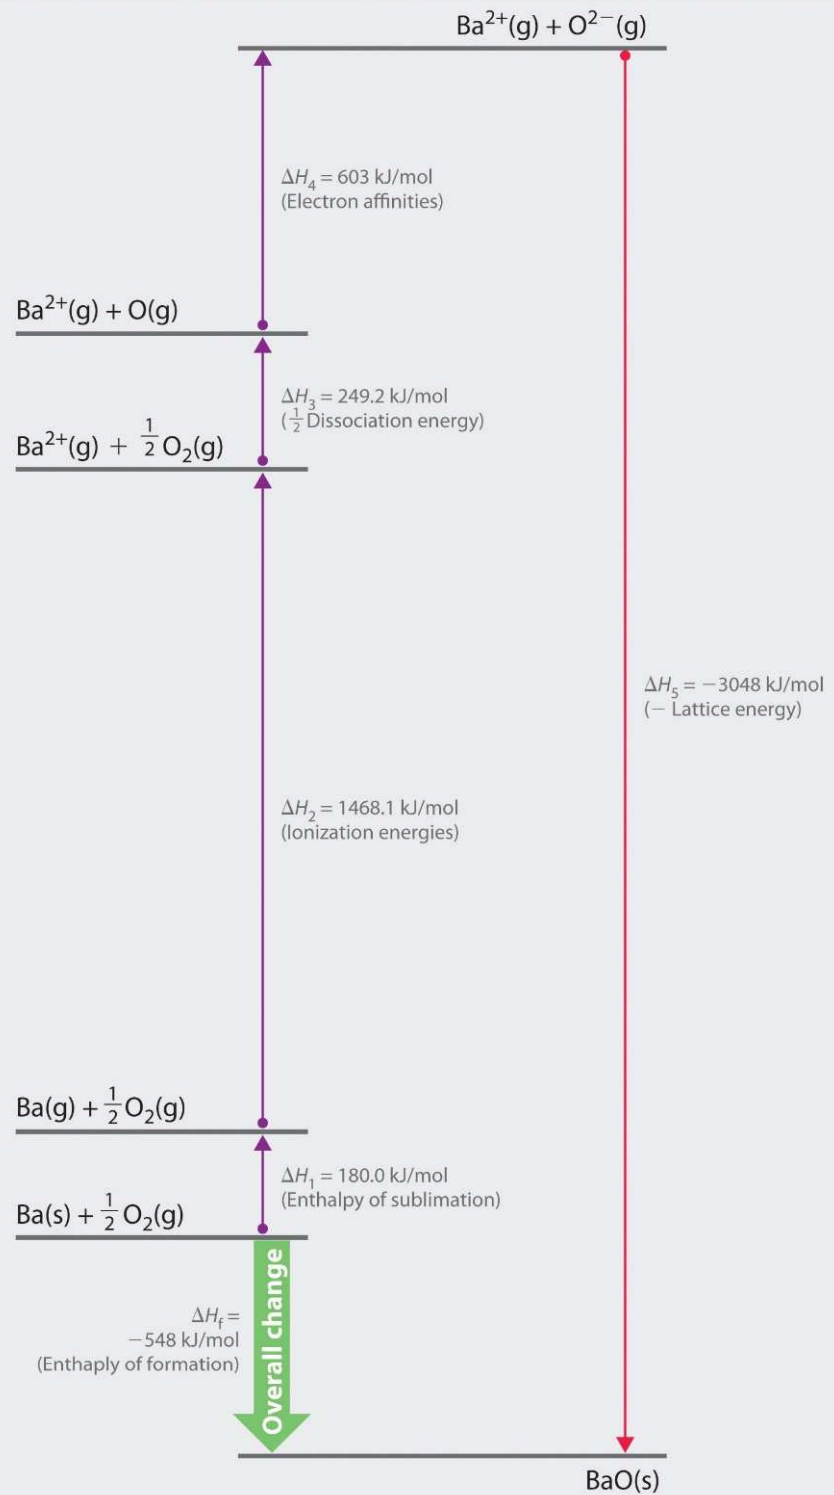 Ba²⁺(g) + O²⁻(g)
ΔH₄ = 603 kJ/mol
(Electron affinities)
Ba²⁺(g) + O(g)
ΔH₃ = 249.2 kJ/mol
(½ Dissociation energy)
Ba²⁺(g) + ½ O₂(g)
ΔH₅ = −3048 kJ/mol
(− Lattice energy)
ΔH₂ = 1468.1 kJ/mol
(Ionization energies)
Ba(g) + ½ O₂(g)
ΔH₁ = 180.0 kJ/mol
(Enthalpy of sublimation)
Ba(s) + ½ O₂(g)
Overall change
ΔHf =
−548 kJ/mol
(Enthaply of formation)
BaO(s)